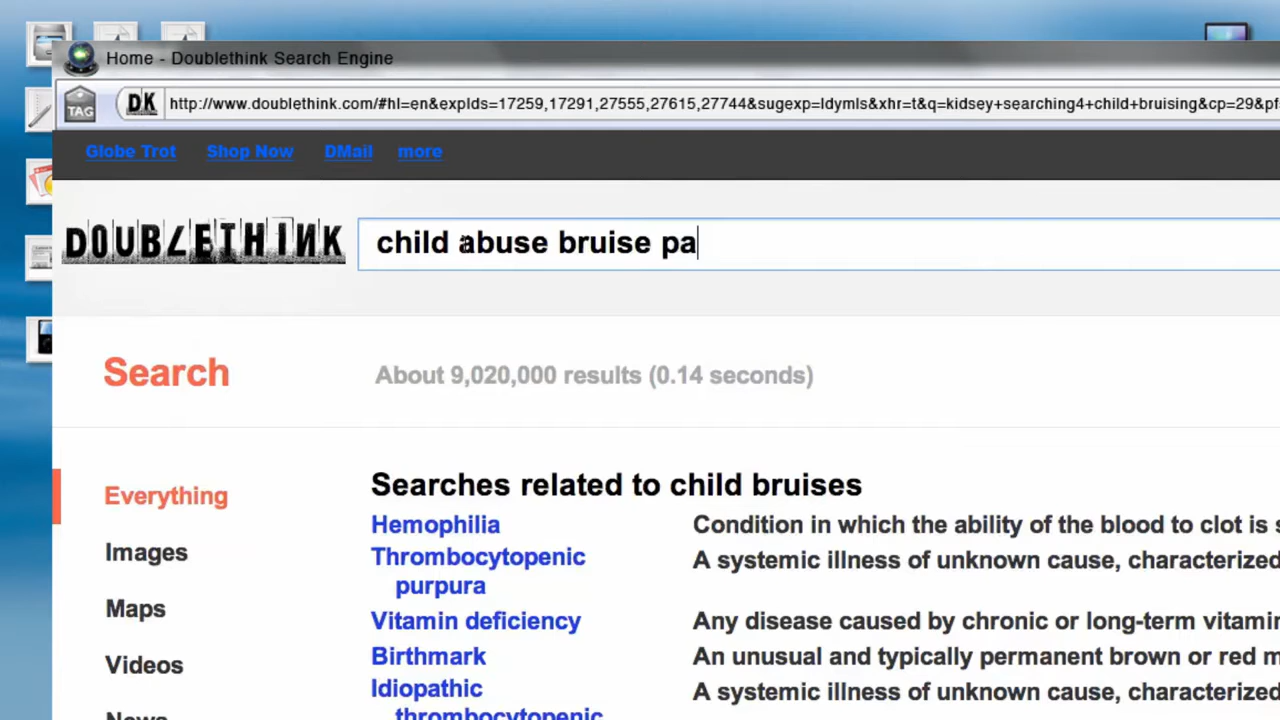 Home - Doublethink Search Engine
TAG
DK
http://www.doublethink.com/#hl=en&expIds=17259,17291,27555,27615,27744&sugexp=ldymls&xhr=t&q=kidsey+searching4+child+bruising&cp=29&pf
Globe Trot Shop Now DMail more
DOUBLETHINK
child abuse bruise pa
Search
About 9,020,000 results (0.14 seconds)
Everything
Images
Maps
Videos
News
Searches related to child bruises
Hemophilia Condition in which the ability of the blood to clot is s
Thrombocytopenic A systemic illness of unknown cause, characterized
purpura
Vitamin deficiency Any disease caused by chronic or long-term vitamin
Birthmark An unusual and typically permanent brown or red m
Idiopathic A systemic illness of unknown cause, characterized
thrombocytopenic